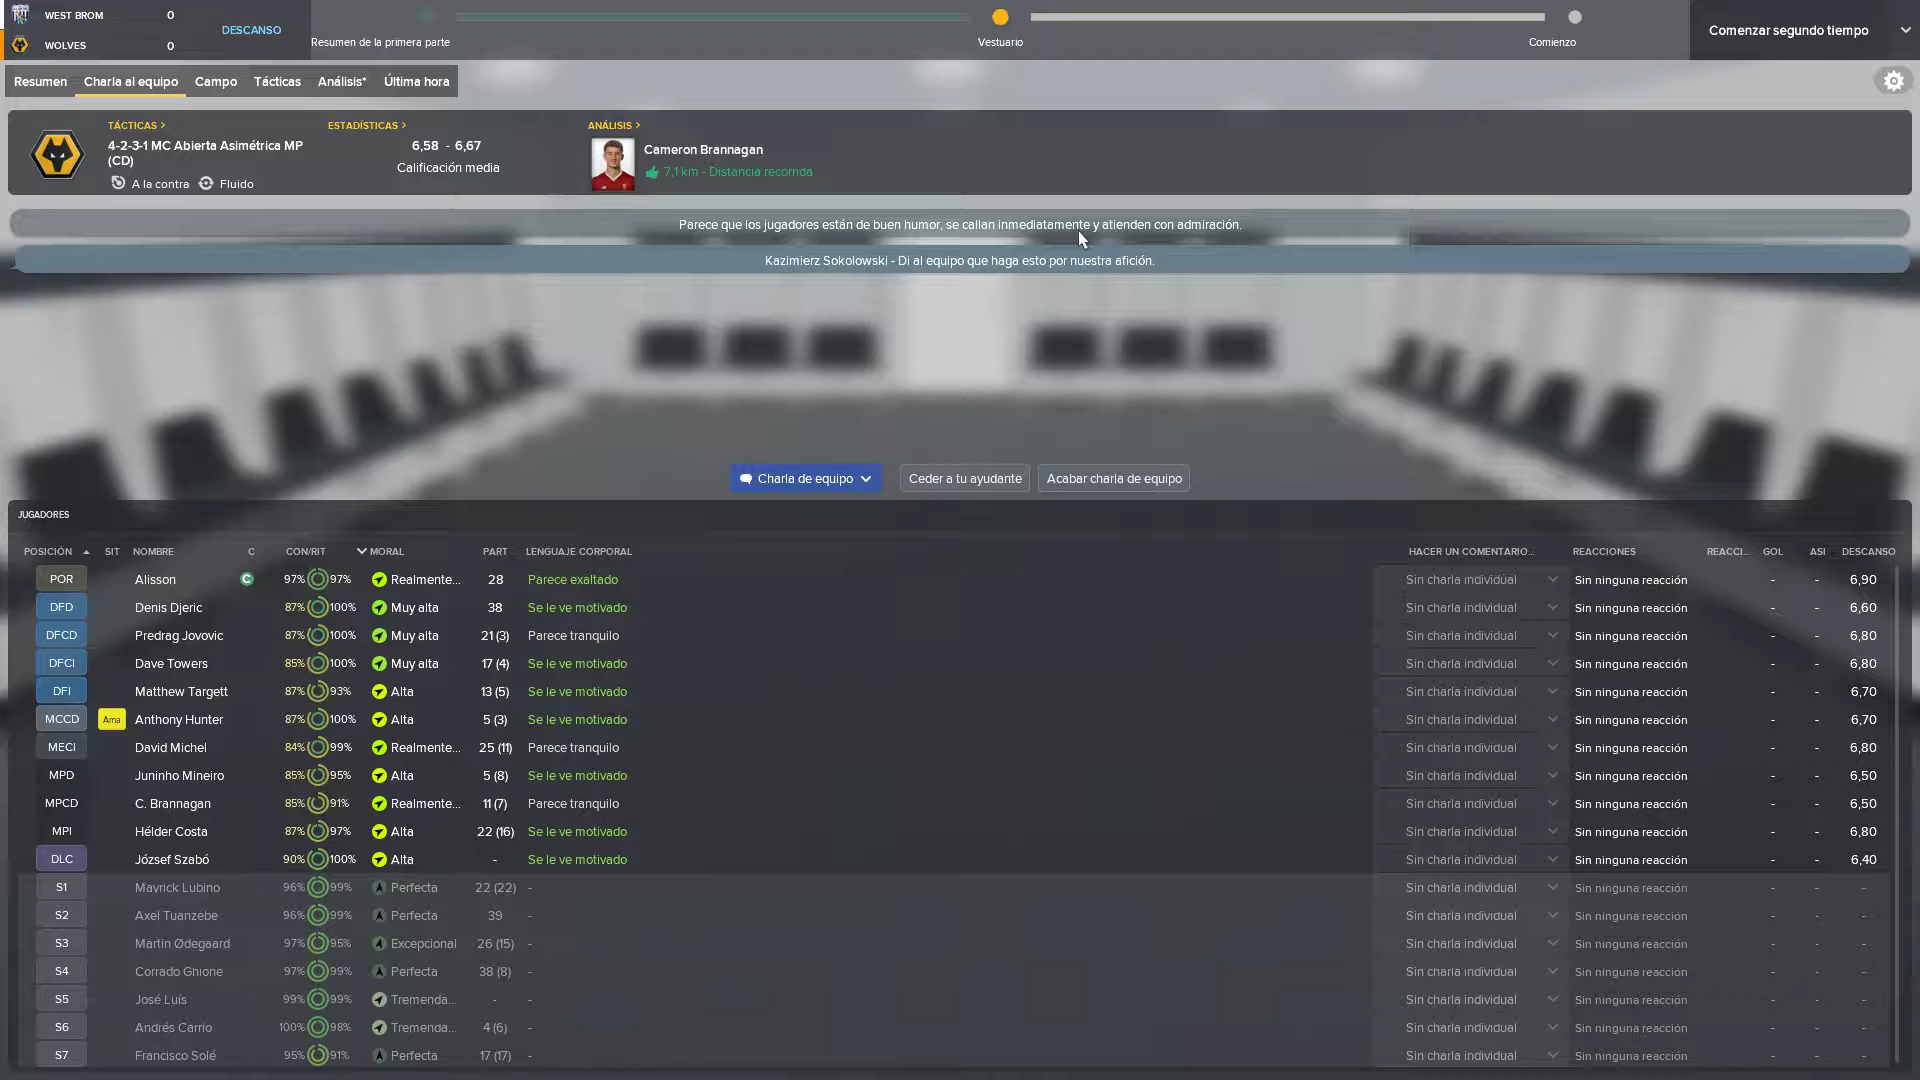 WEST BROM 0
WOLVES 0
DESCANSO
Resumen de la primera parte
Vestuario
Comienzo
Comenzar segundo tiempo
Resumen Charla al equipo Campo Tácticas Análisis* Última hora
TÁCTICAS >
4-2-3-1 MC Abierta Asimétrica MP
(CD)
A la contra Fluido
ESTADÍSTICAS >
6,58 - 6,67
Calificación media
ANÁLISIS >
Cameron Brannagan
7,1 km - Distancia recorrida
Parece que los jugadores están de buen humor, se callan inmediatamente y atienden con admiración.
Kazimierz Sokolowski - Di al equipo que haga esto por nuestra afición.
Charla de equipo Ceder a tu ayudante Acabar charla de equipo
JUGADORES
POSICIÓN SIT NOMBRE C CON/RIT MORAL PART LENGUAJE CORPORAL HACER UN COMENTARIO... REACCIONES REACCI... GOL ASI DESCANSO
POR Alisson C 97% 97% Realmente... 28 Parece exaltado Sin charla individual Sin ninguna reacción - - 6,90
DFD Denis Djeric 87% 100% Muy alta 38 Se le ve motivado Sin charla individual Sin ninguna reacción - - 6,60
DFCD Predrag Jovovic 87% 100% Muy alta 21 (3) Parece tranquilo Sin charla individual Sin ninguna reacción - - 6,80
DFCI Dave Towers 85% 100% Muy alta 17 (4) Se le ve motivado Sin charla individual Sin ninguna reacción - - 6,80
DFI Matthew Targett 87% 93% Alta 13 (5) Se le ve motivado Sin charla individual Sin ninguna reacción - - 6,70
MCCD Ama Anthony Hunter 87% 100% Alta 5 (3) Se le ve motivado Sin charla individual Sin ninguna reacción - - 6,70
MECI David Michel 84% 99% Realmente... 25 (11) Parece tranquilo Sin charla individual Sin ninguna reacción - - 6,80
MPD Juninho Mineiro 85% 95% Alta 5 (8) Se le ve motivado Sin charla individual Sin ninguna reacción - - 6,50
MPCD C. Brannagan 85% 91% Realmente... 11 (7) Parece tranquilo Sin charla individual Sin ninguna reacción - - 6,50
MPI Hélder Costa 87% 97% Alta 22 (16) Se le ve motivado Sin charla individual Sin ninguna reacción - - 6,80
DLC József Szabó 90% 100% Alta - Se le ve motivado Sin charla individual Sin ninguna reacción - - 6,40
S1 Mavrick Lubino 96% 99% Perfecta 22 (22) - Sin charla individual Sin ninguna reacción - - -
S2 Axel Tuanzebe 96% 99% Perfecta 39 - Sin charla individual Sin ninguna reacción - - -
S3 Martin Ødegaard 97% 95% Excepcional 26 (15) - Sin charla individual Sin ninguna reacción - - -
S4 Corrado Ghione 97% 99% Perfecta 38 (8) - Sin charla individual Sin ninguna reacción - - -
S5 José Luís 99% 99% Tremenda... - - Sin charla individual Sin ninguna reacción - - -
S6 Andrés Carrio 100% 98% Tremenda... 4 (6) - Sin charla individual Sin ninguna reacción - - -
S7 Francisco Solé 95% 91% Perfecta 17 (17) - Sin charla individual Sin ninguna reacción - - -